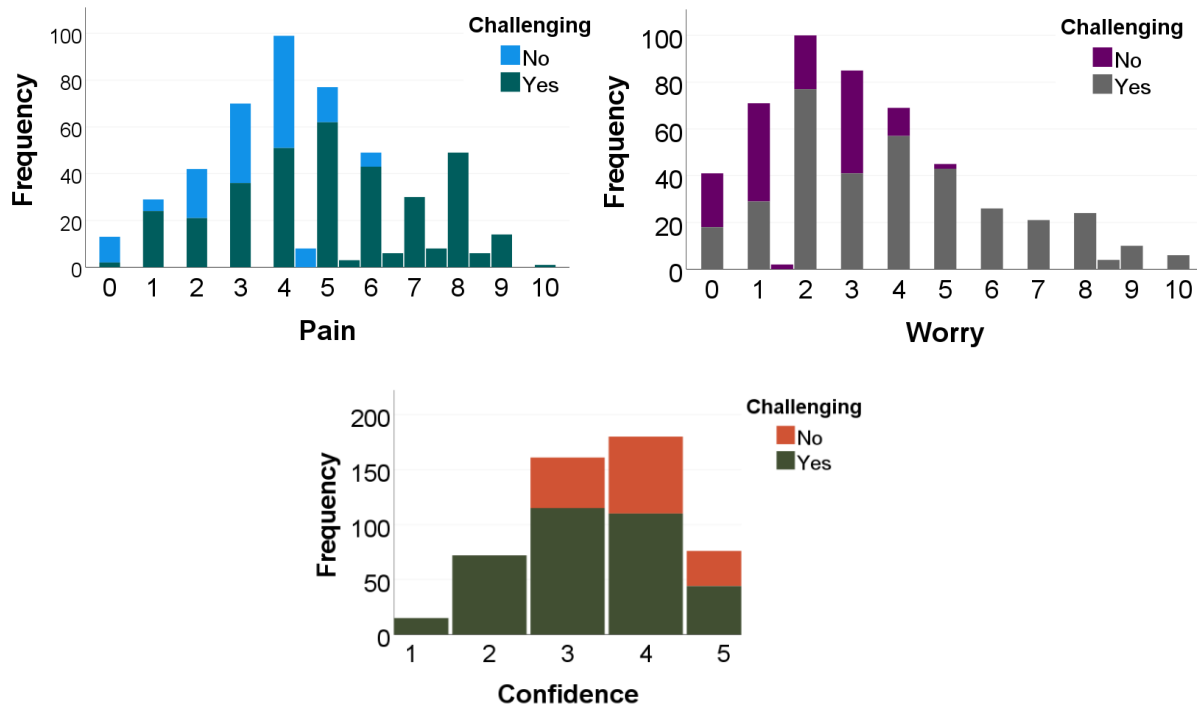 Challenging
No
Yes
100
80
60
40
20
0
Frequency
0 1 2 3 4 5 6 7 8 9 10
Pain
Challenging
No
Yes
100
80
60
40
20
0
Frequency
0 1 2 3 4 5 6 7 8 9 10
Worry
Challenging
No
Yes
200
150
100
50
0
Frequency
1 2 3 4 5
Confidence